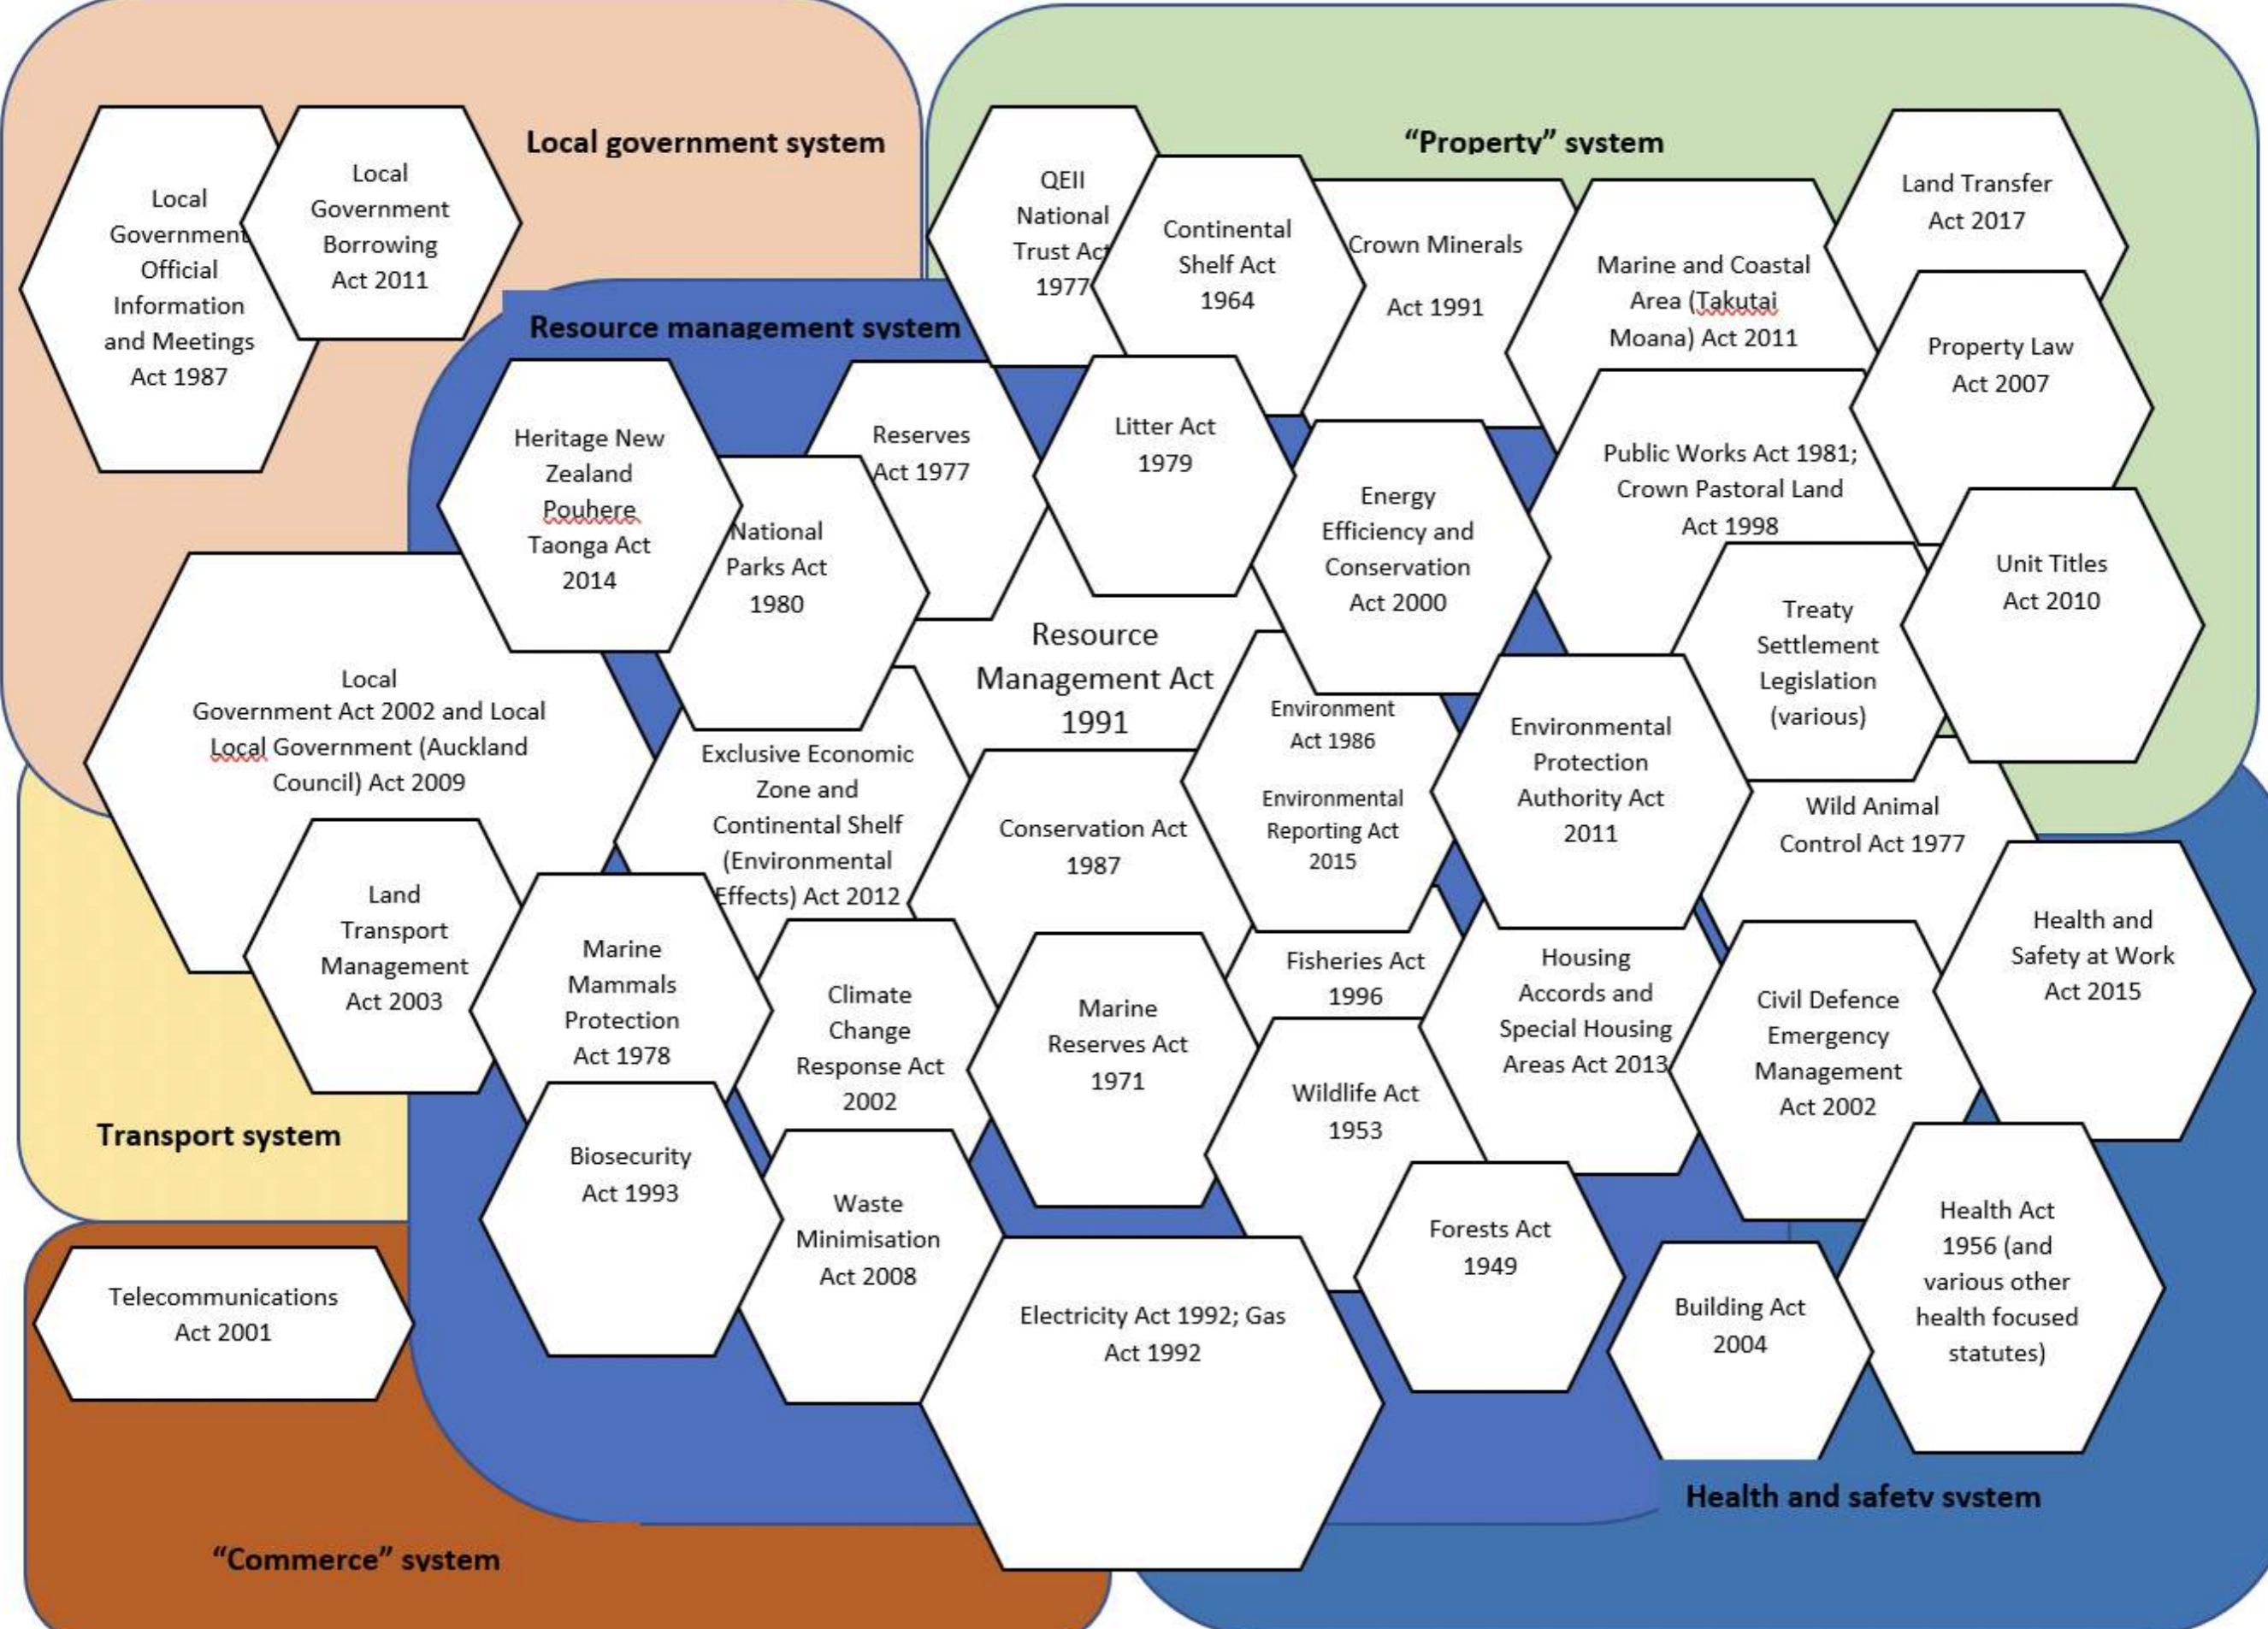 Local government system
“Property” system
Local
Government
Official
Information
and Meetings
Act 1987
Local
Government
Borrowing
Act 2011
QEII
National
Trust Act
1977
Continental
Shelf Act
1964
Crown Minerals
Act 1991
Marine and Coastal
Area (Takutai
Moana) Act 2011
Land Transfer
Act 2017
Property Law
Act 2007
Resource management system
Heritage New
Zealand
Pouhere
Taonga Act
2014
National
Parks Act
1980
Reserves
Act 1977
Litter Act
1979
Energy
Efficiency and
Conservation
Act 2000
Public Works Act 1981;
Crown Pastoral Land
Act 1998
Unit Titles
Act 2010
Treaty
Settlement
Legislation
(various)
Local
Government Act 2002 and Local
Local Government (Auckland
Council) Act 2009
Resource
Management Act
1991
Exclusive Economic
Zone and
Continental Shelf
(Environmental
Effects) Act 2012
Conservation Act
1987
Environment
Act 1986
Environmental
Reporting Act
2015
Environmental
Protection
Authority Act
2011
Wild Animal
Control Act 1977
Land
Transport
Management
Act 2003
Marine
Mammals
Protection
Act 1978
Climate
Change
Response Act
2002
Marine
Reserves Act
1971
Fisheries Act
1996
Housing
Accords and
Special Housing
Areas Act 2013
Civil Defence
Emergency
Management
Act 2002
Health and
Safety at Work
Act 2015
Wildlife Act
1953
Transport system
Biosecurity
Act 1993
Waste
Minimisation
Act 2008
Forests Act
1949
Health Act
1956 (and
various other
health focused
statutes)
Telecommunications
Act 2001
Electricity Act 1992; Gas
Act 1992
Building Act
2004
Health and safety system
“Commerce” system